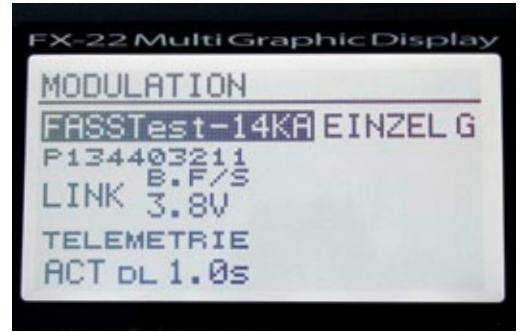 FX-22 Multi Graphic Display
MODULATION
FASSTest-14KA EINZEL G
P134403211
B.F/S
LINK 3.8V
TELEMETRIE
ACT DL 1.0s